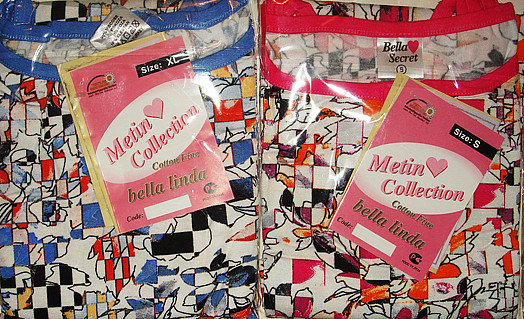 Size: XL
Metin
Collection
Cotton Fine
bella linda
Code:
Bella
Secret
S
Size: S
Metin
Collection
Cotton Fine
bella linda
Code: